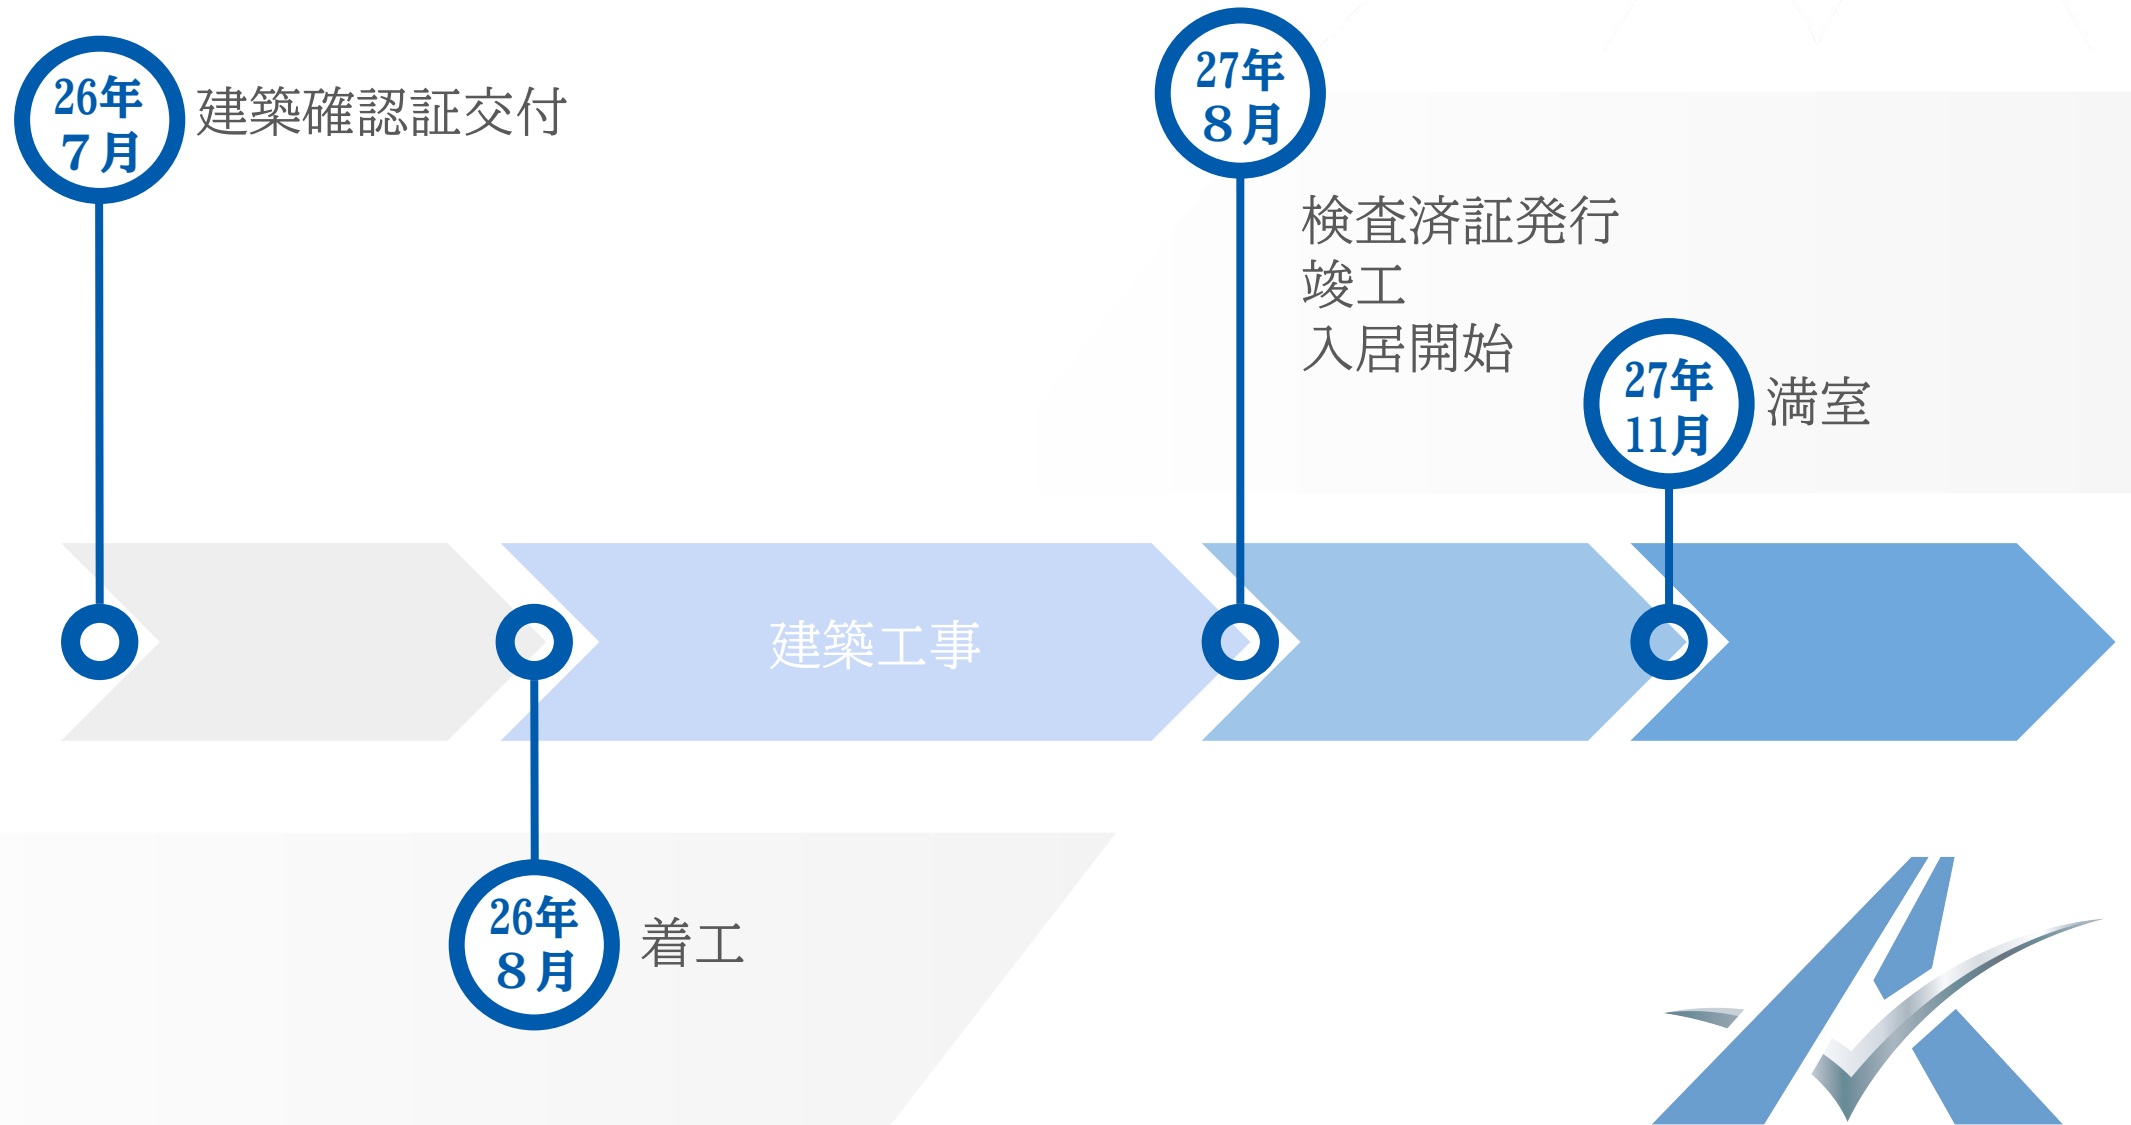 26年
７月
建築確認証交付
27年
８月
検査済証発行
竣工
入居開始
27年
11月
満室
建築工事
26年
８月
着工